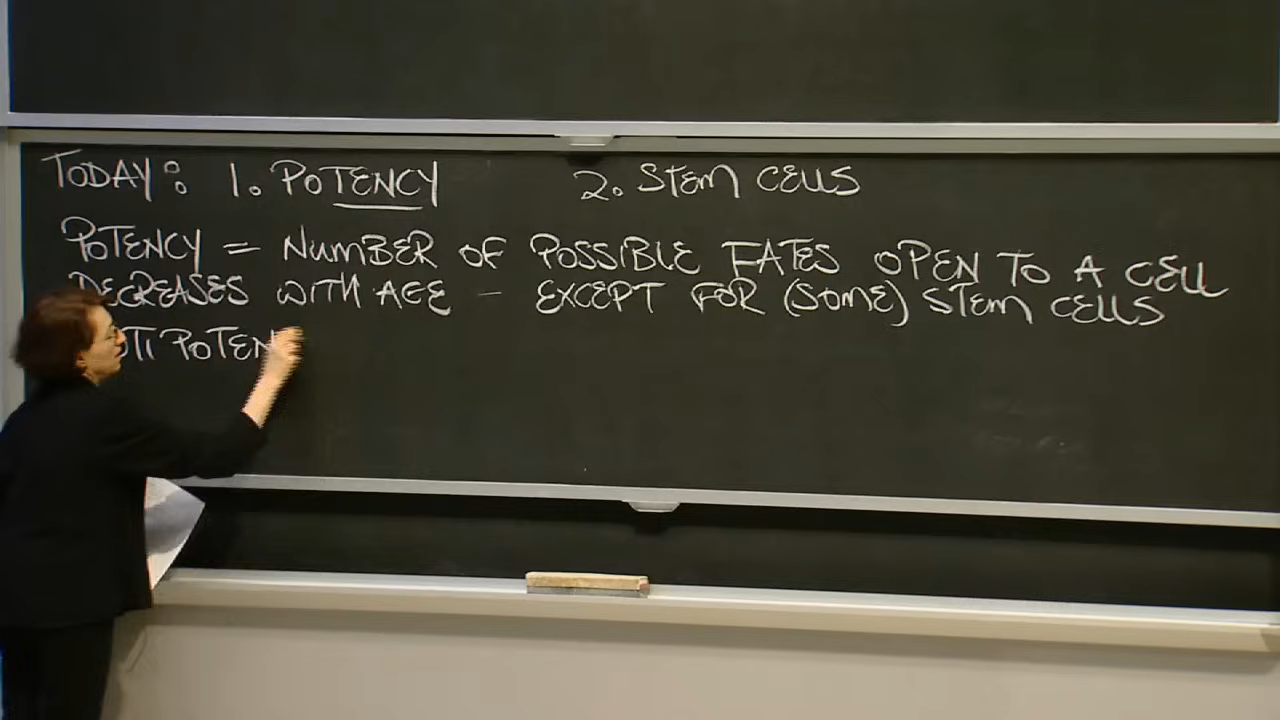 TODAY: 1. POTENCY 2. STEM CELLS
POTENCY = NUMBER OF POSSIBLE FATES OPEN TO A CELL
DECREASES WITH AGE - EXCEPT FOR (SOME) STEM CELLS